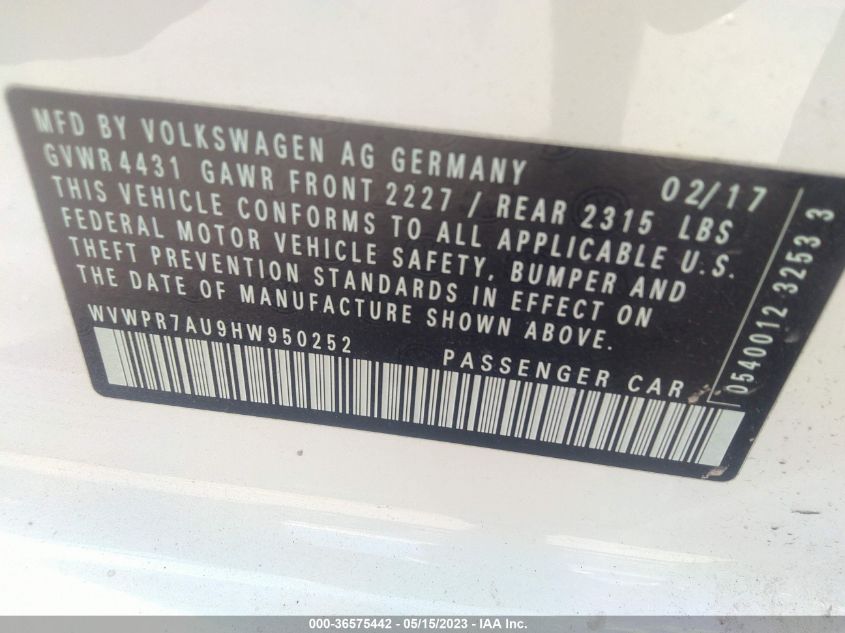 MFD BY VOLKSWAGEN AG GERMANY 02/17
GVWR 4431 GAWR FRONT 2227 / REAR 2315 LBS
THIS VEHICLE CONFORMS TO ALL APPLICABLE U.S.
FEDERAL MOTOR VEHICLE SAFETY, BUMPER AND
THEFT PREVENTION STANDARDS IN EFFECT ON
THE DATE OF MANUFACTURE SHOWN ABOVE.
WVWPR7AU9HW950252 PASSENGER CAR
0540012 3253 3
000-36575442 - 05/15/2023 - IAA Inc.